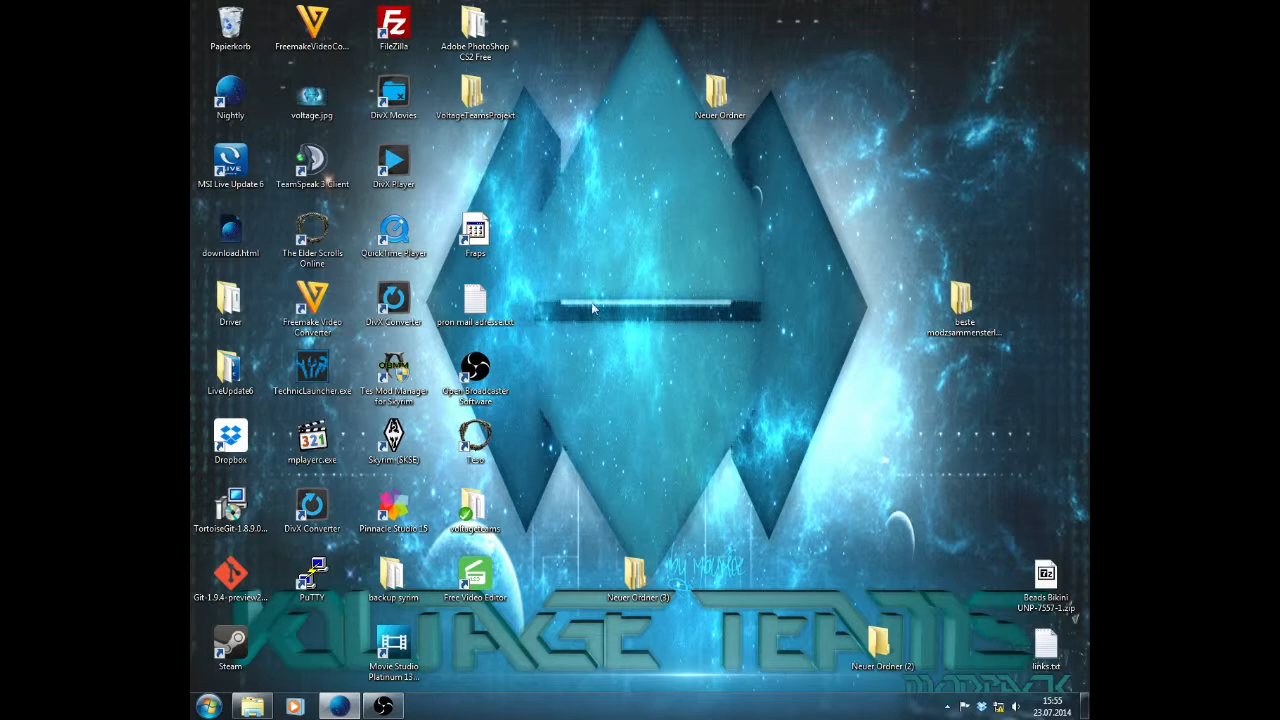 Papierkorb
FreemakeVideoCo...
FileZilla
Adobe PhotoShop
CS2 Free
Nightly
voltage.jpg
DivX Movies
VoltageTeamsProjekt
Neuer Ordner
MSI Live Update 6
TeamSpeak 3 Client
DivX Player
download.html
The Elder Scrolls
Online
QuickTime Player
Fraps
Driver
Freemake Video
Converter
DivX Converter
pron mail adresse.txt
beste
modzsammensterl...
LiveUpdate6
TechnicLauncher.exe
Tes Mod Manager
for Skyrim
Open Broadcaster
Software
Dropbox
mplayerc.exe
Skyrim (SKSE)
Teso
TortoiseGit-1.8.9.0...
DivX Converter
Pinnacle Studio 15
voltageteams
Git-1.9.4-preview2...
PuTTY
backup syrim
Free Video Editor
Neuer Ordner (3)
Beads Bikini
UNP-7557-1.zip
VOLTAGE TEAMS
Steam
Movie Studio
Platinum 13...
Neuer Ordner (2)
links.txt
MODPACK
15:55
23.07.2014